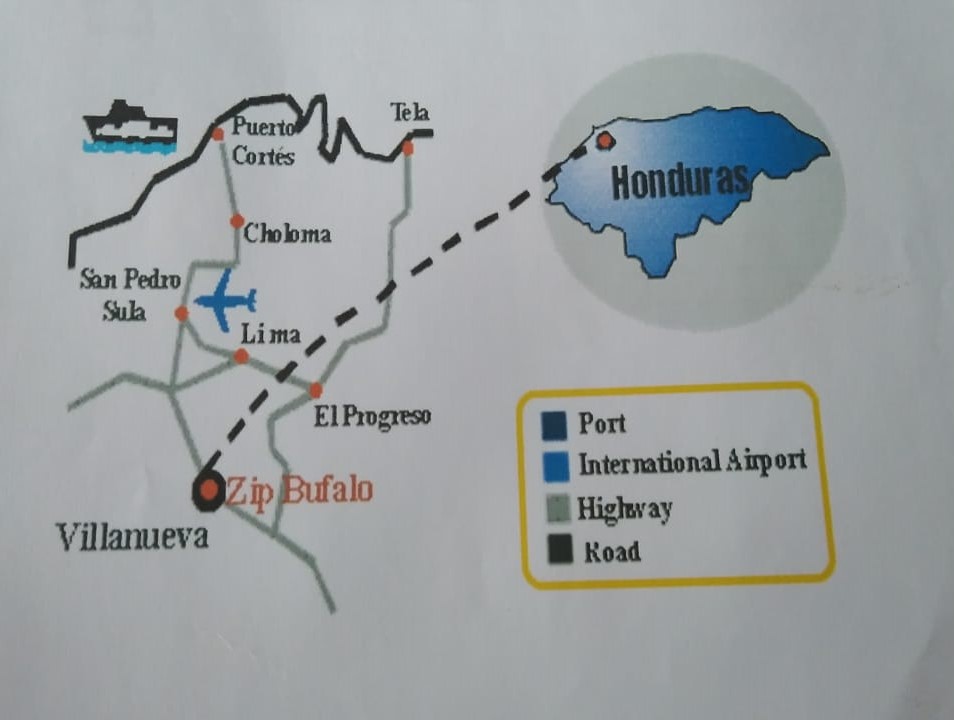 Tela
Puerto
Cortés
Choloma
Honduras
San Pedro
Sula
Lima
El Progreso
Zip Bufalo
Villanueva
Port
International Airport
Highway
Road